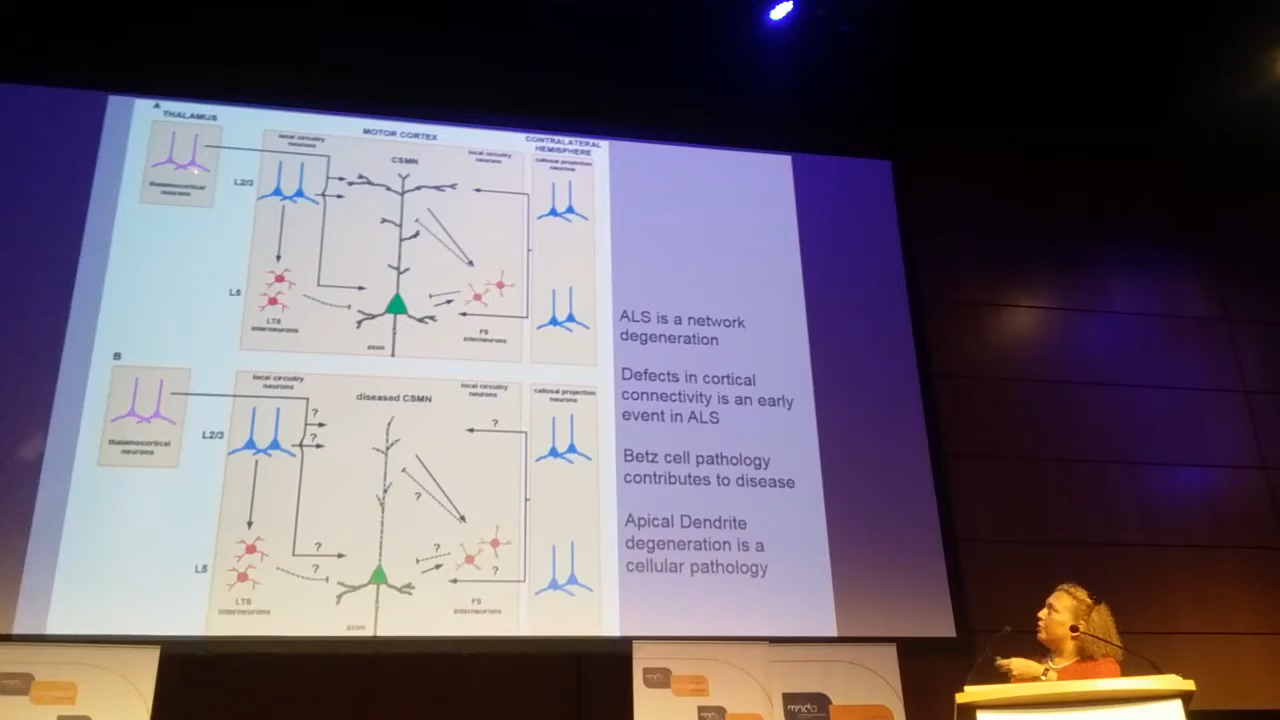 A
THALAMUS
thalamocortical
neurons
local circuitry
neurons
MOTOR CORTEX
CSMN
local circuitry
neurons
CONTRALATERAL
HEMISPHERE
callosal projection
neurons
L2/3
L5
LTS
interneurons
FS
interneurons
axon
B
thalamocortical
neurons
local circuitry
neurons
diseased CSMN
local circuitry
neurons
callosal projection
neurons
L2/3
?
?
?
?
?
L5
?
?
?
LTS
interneurons
FS
interneurons
axon
ALS is a network
degeneration
Defects in cortical
connectivity is an early
event in ALS
Betz cell pathology
contributes to disease
Apical Dendrite
degeneration is a
cellular pathology
mnda